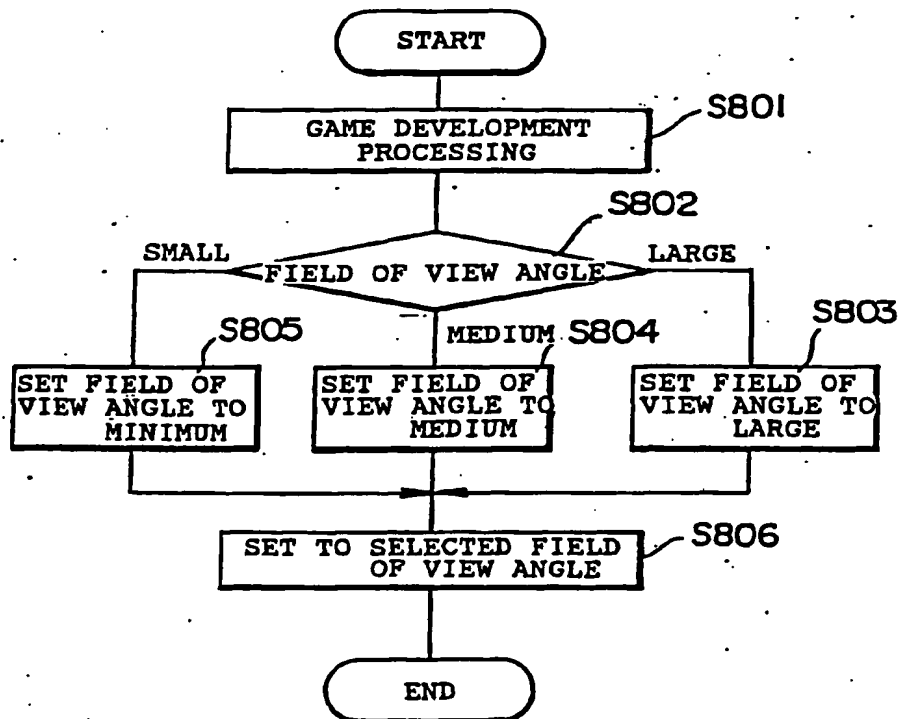 START
S801
GAME DEVELOPMENT
PROCESSING
S802
SMALL
LARGE
FIELD OF VIEW ANGLE
MEDIUM
S805
S804
S803
SET FIELD OF
VIEW ANGLE TO
MINIMUM
SET FIELD OF
VIEW ANGLE TO
MEDIUM
SET FIELD OF
VIEW ANGLE TO
LARGE
S806
SET TO SELECTED FIELD
OF VIEW ANGLE
END